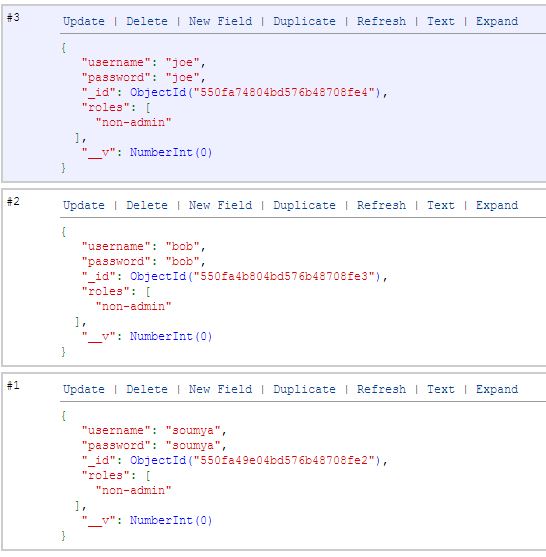 #3 Update | Delete | New Field | Duplicate | Refresh | Text | Expand
{
"username": "joe",
"password": "joe",
"_id": ObjectId("550fa74804bd576b48708fe4"),
"roles": [
"non-admin"
],
"__v": NumberInt(0)
}
#2 Update | Delete | New Field | Duplicate | Refresh | Text | Expand
{
"username": "bob",
"password": "bob",
"_id": ObjectId("550fa4b804bd576b48708fe3"),
"roles": [
"non-admin"
],
"__v": NumberInt(0)
}
#1 Update | Delete | New Field | Duplicate | Refresh | Text | Expand
{
"username": "soumya",
"password": "soumya",
"_id": ObjectId("550fa49e04bd576b48708fe2"),
"roles": [
"non-admin"
],
"__v": NumberInt(0)
}